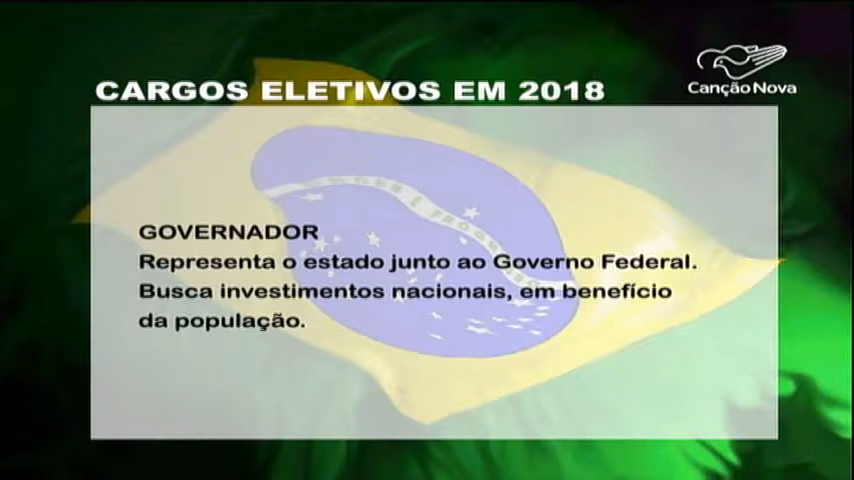 CARGOS ELETIVOS EM 2018
Canção Nova
GOVERNADOR
Representa o estado junto ao Governo Federal.
Busca investimentos nacionais, em benefício
da população.